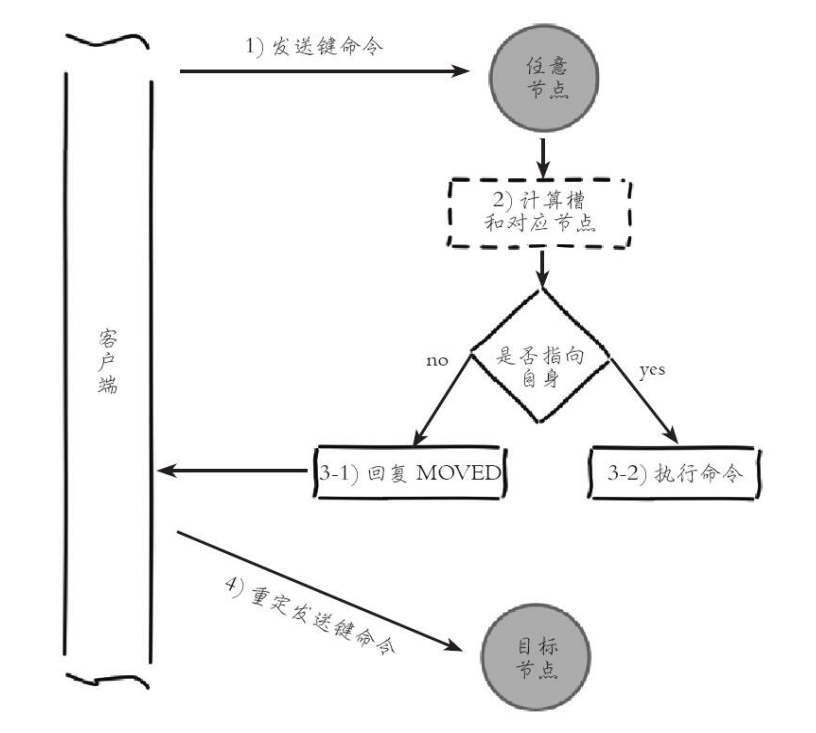 1) 发送键命令
任意
节点
2) 计算槽
和对应节点
客
户
端
是否指向
自身
no
yes
3-1) 回复 MOVED
3-2) 执行命令
4) 重定发送键命令
目标
节点